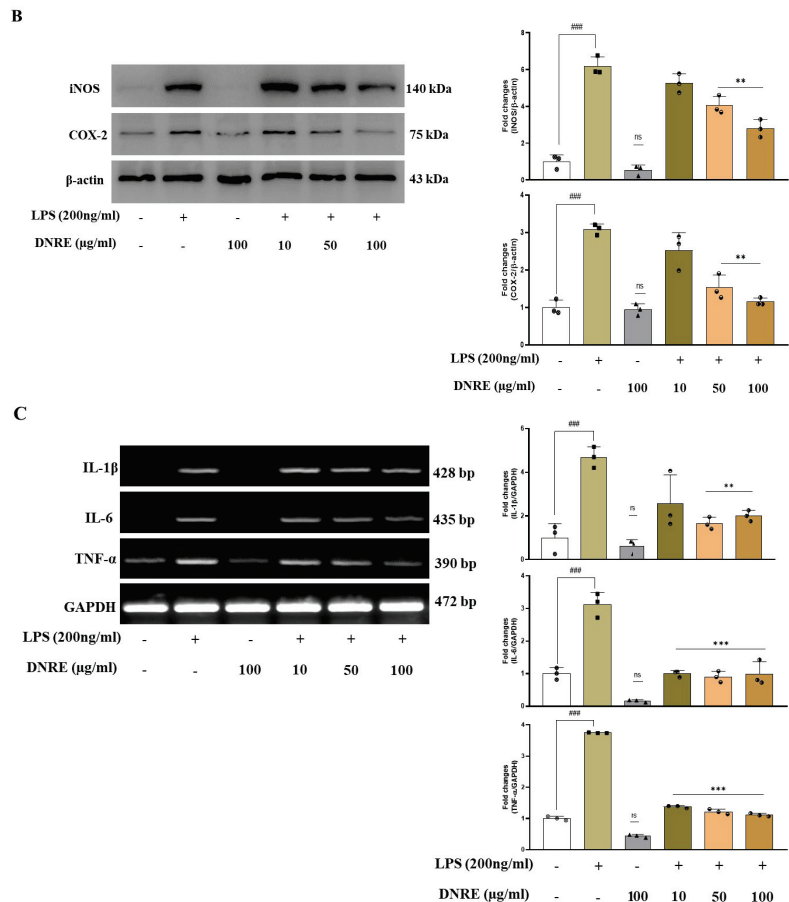 B
iNOS
140 kDa
COX-2
75 kDa
β-actin
43 kDa
LPS (200ng/ml) - + - + + +
DNRE (μg/ml) - - 100 10 50 100
Fold changes
(iNOS/β-actin)
8
6
4
2
0
###
ns
**
Fold changes
(COX-2/β-actin)
4
3
2
1
0
###
ns
**
LPS (200ng/ml) - + - + + +
DNRE (μg/ml) - - 100 10 50 100
C
IL-1β
428 bp
IL-6
435 bp
TNF-α
390 bp
GAPDH
472 bp
LPS (200ng/ml) - + - + + +
DNRE (μg/ml) - - 100 10 50 100
Fold changes
(IL-1β/GAPDH)
6
4
2
0
###
ns
**
Fold changes
(IL-6/GAPDH)
4
3
2
1
0
###
ns
***
Fold changes
(TNF-α/GAPDH)
4
3
2
1
0
###
ns
***
LPS (200ng/ml) - + - + + +
DNRE (μg/ml) - - 100 10 50 100